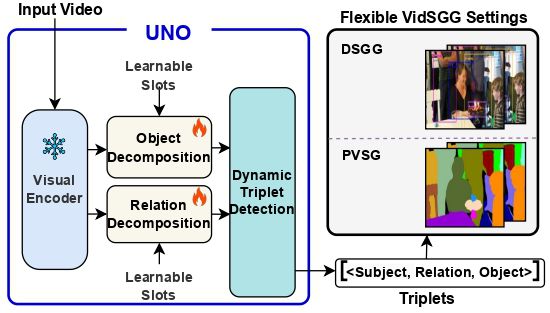 Input Video
UNO
Flexible VidSGG Settings
DSGG
PVSG
Learnable
Slots
Visual
Encoder
Object
Decomposition
Relation
Decomposition
Learnable
Slots
Dynamic
Triplet
Detection
[<Subject, Relation, Object>]
Triplets